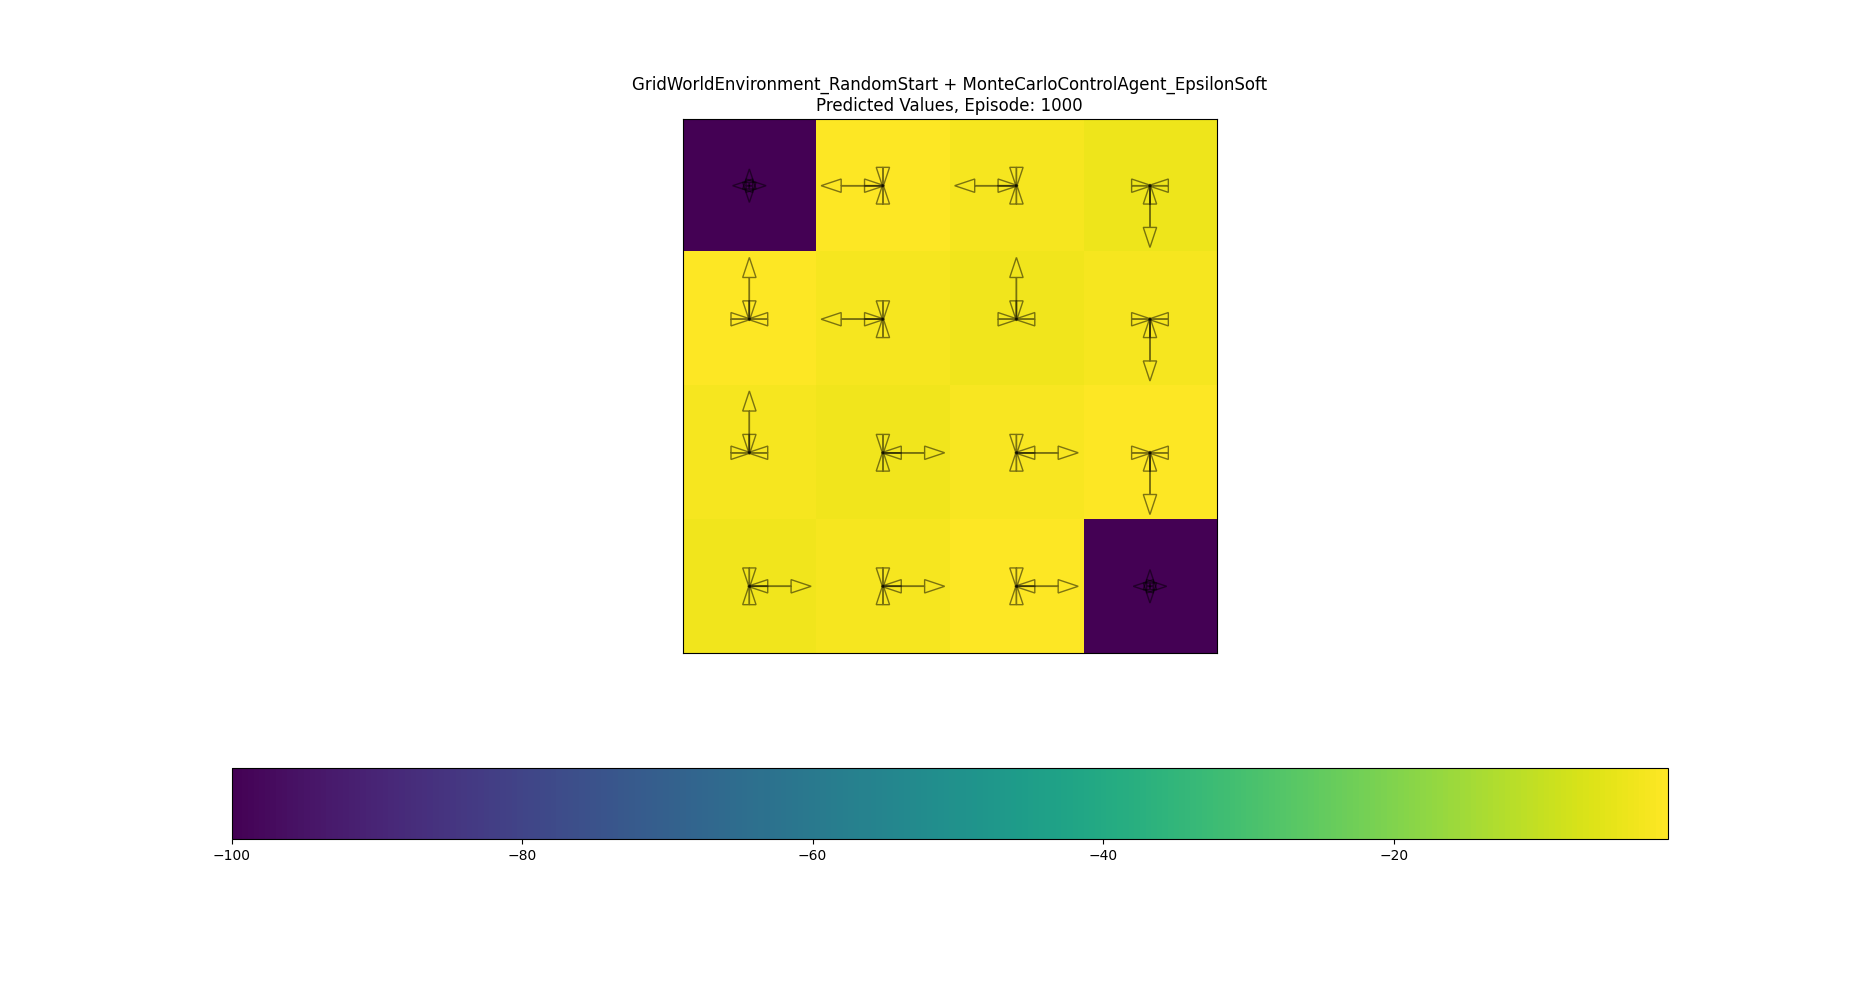 GridWorldEnvironment_RandomStart + MonteCarloControlAgent_EpsilonSoft
Predicted Values, Episode: 1000
−100 −80 −60 −40 −20